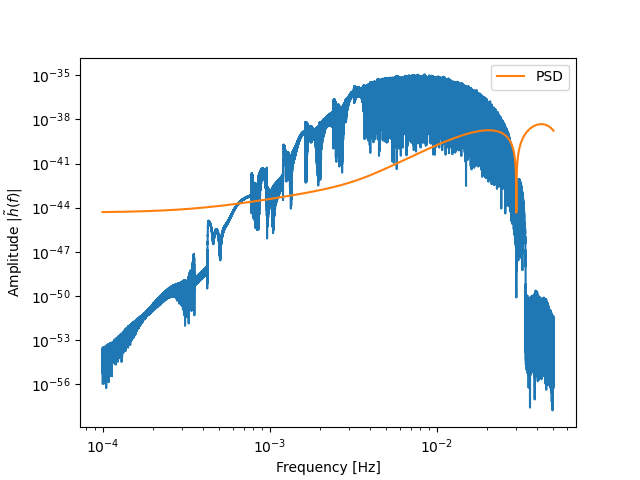 PSD
Amplitude |h̃(f)|
10⁻³⁵
10⁻³⁸
10⁻⁴¹
10⁻⁴⁴
10⁻⁴⁷
10⁻⁵⁰
10⁻⁵³
10⁻⁵⁶
10⁻⁴ 10⁻³ 10⁻²
Frequency [Hz]